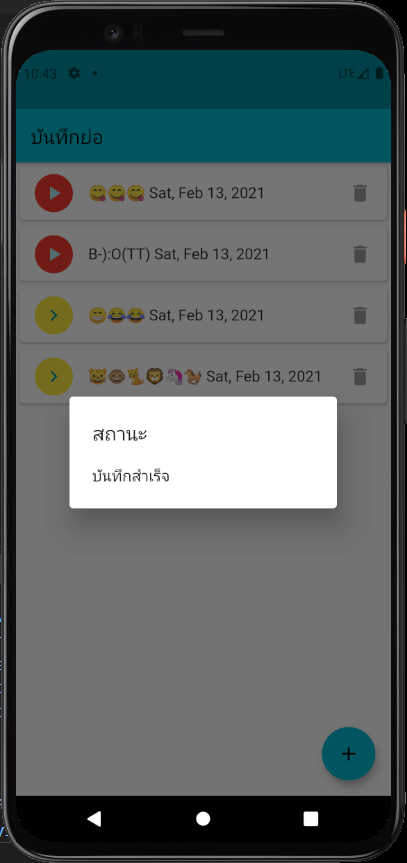 10:43
LTE
บันทึกย่อ
😋😋😋 Sat, Feb 13, 2021
B-):O(TT) Sat, Feb 13, 2021
😁😂😂 Sat, Feb 13, 2021
😺🐵🐈🦁🦄🐎 Sat, Feb 13, 2021
สถานะ
บันทึกสำเร็จ